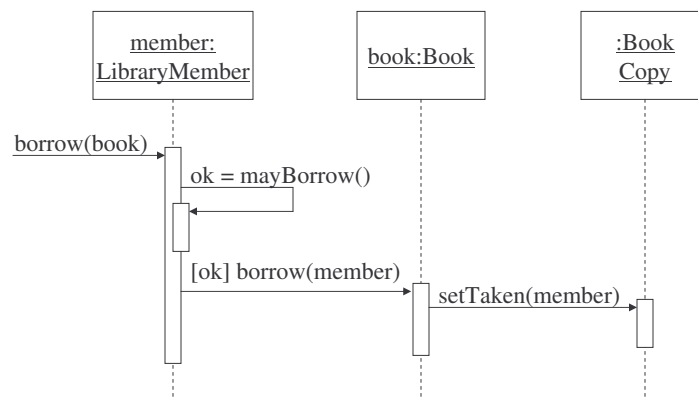 member:
LibraryMember
book:Book
:Book
Copy
borrow(book)
ok = mayBorrow()
[ok] borrow(member)
setTaken(member)